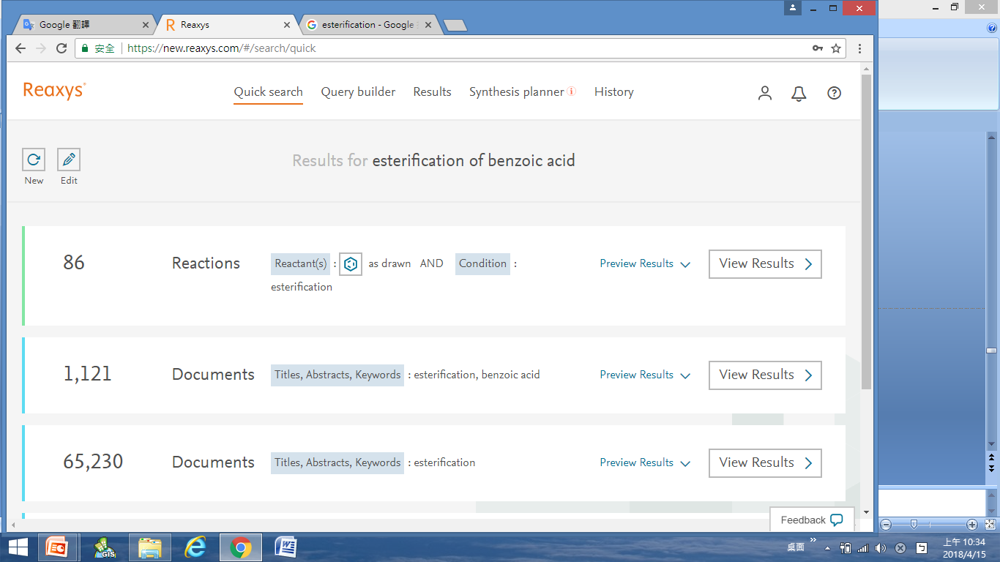 Google 翻譯
Reaxys
esterification - Google
安全
https://new.reaxys.com/#/search/quick
Reaxys®
Quick search
Query builder
Results
Synthesis planner
History
New
Edit
Results for esterification of benzoic acid
86
Reactions
Reactant(s) : as drawn AND Condition :
esterification
Preview Results
View Results
1,121
Documents
Titles, Abstracts, Keywords : esterification, benzoic acid
Preview Results
View Results
65,230
Documents
Titles, Abstracts, Keywords : esterification
Preview Results
View Results
Feedback
GIS
桌面
上午 10:34
2018/4/15